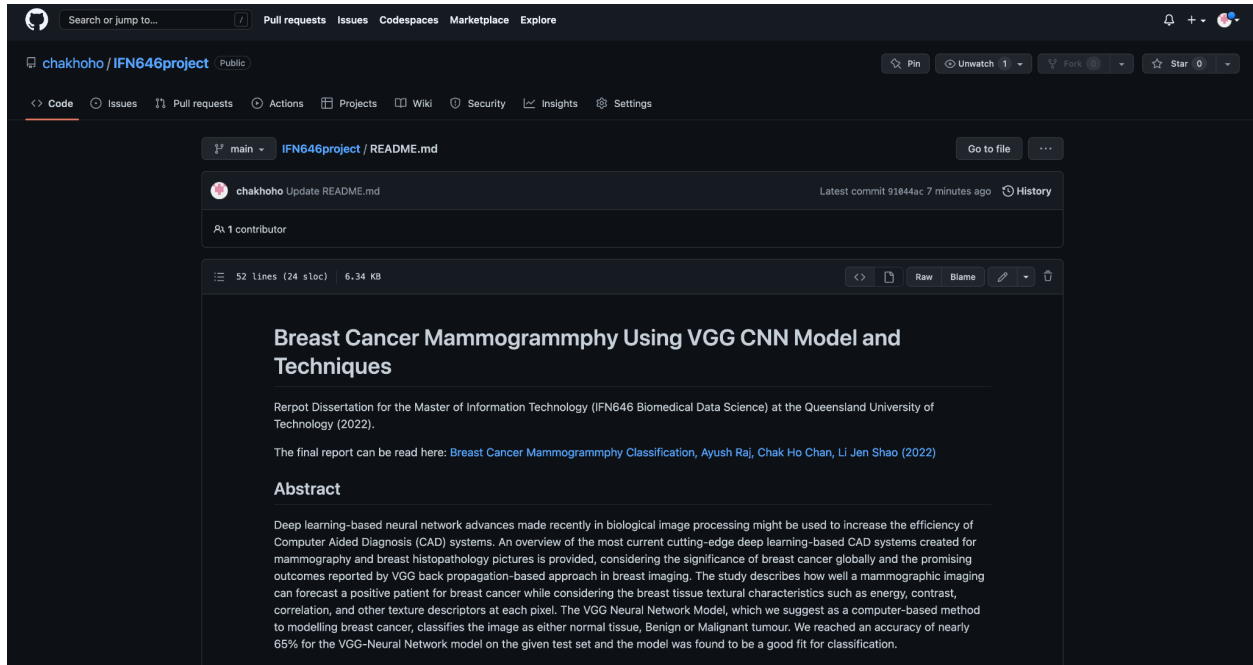 Search or jump to... / Pull requests Issues Codespaces Marketplace Explore
chakhoho / IFN646project Public Pin Unwatch 1 Fork 0 Star 0
<> Code Issues Pull requests Actions Projects Wiki Security Insights Settings
main IFN646project / README.md Go to file ...
chakhoho Update README.md Latest commit 91044ac 7 minutes ago History
1 contributor
52 lines (24 sloc) 6.34 KB <> Raw Blame
Breast Cancer Mammogrammphy Using VGG CNN Model and
Techniques
Rerpot Dissertation for the Master of Information Technology (IFN646 Biomedical Data Science) at the Queensland University of
Technology (2022).
The final report can be read here: Breast Cancer Mammogrammphy Classification, Ayush Raj, Chak Ho Chan, Li Jen Shao (2022)
Abstract
Deep learning-based neural network advances made recently in biological image processing might be used to increase the efficiency of
Computer Aided Diagnosis (CAD) systems. An overview of the most current cutting-edge deep learning-based CAD systems created for
mammography and breast histopathology pictures is provided, considering the significance of breast cancer globally and the promising
outcomes reported by VGG back propagation-based approach in breast imaging. The study describes how well a mammographic imaging
can forecast a positive patient for breast cancer while considering the breast tissue textural characteristics such as energy, contrast,
correlation, and other texture descriptors at each pixel. The VGG Neural Network Model, which we suggest as a computer-based method
to modelling breast cancer, classifies the image as either normal tissue, Benign or Malignant tumour. We reached an accuracy of nearly
65% for the VGG-Neural Network model on the given test set and the model was found to be a good fit for classification.